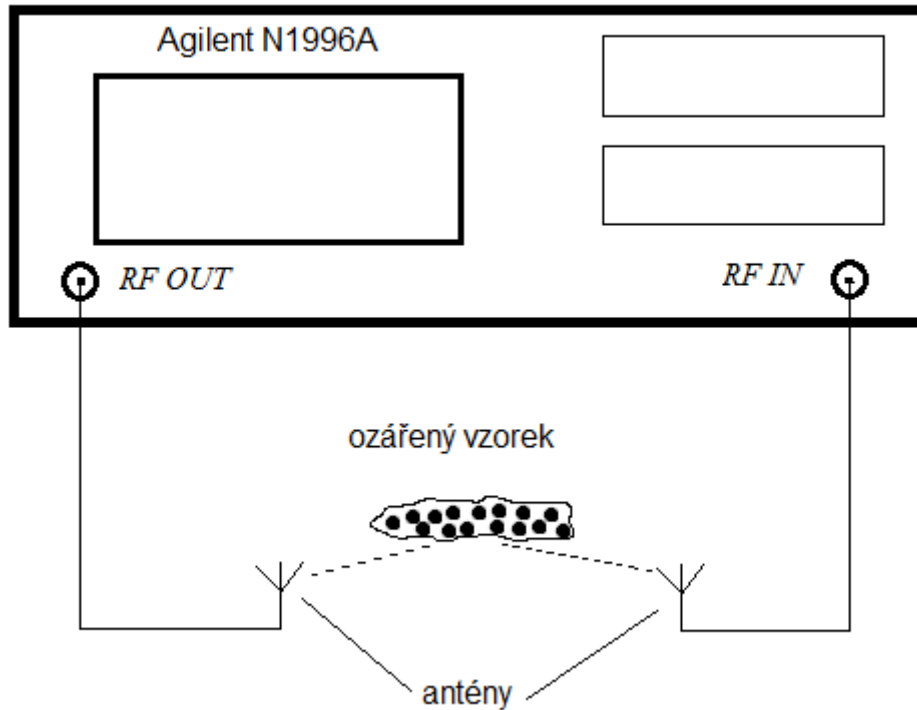 Agilent N1996A
RF OUT
RF IN
ozářený vzorek
antény